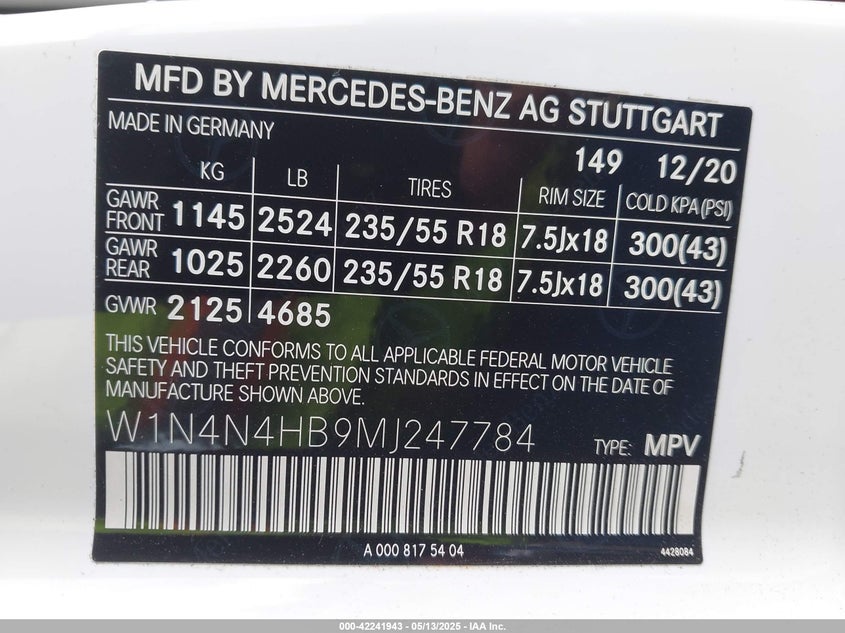 MFD BY MERCEDES-BENZ AG STUTTGART
MADE IN GERMANY
149 12/20
KG LB TIRES RIM SIZE COLD KPA(PSI)
GAWR FRONT 1145 2524 235/55 R18 7.5Jx18 300(43)
GAWR REAR 1025 2260 235/55 R18 7.5Jx18 300(43)
GVWR 2125 4685
THIS VEHICLE CONFORMS TO ALL APPLICABLE FEDERAL MOTOR VEHICLE
SAFETY AND THEFT PREVENTION STANDARDS IN EFFECT ON THE DATE OF
MANUFACTURE SHOWN ABOVE.
W1N4N4HB9MJ247784 TYPE: MPV
A 000 817 54 04 4428084
000-42241943 - 05/13/2025 - IAA Inc.